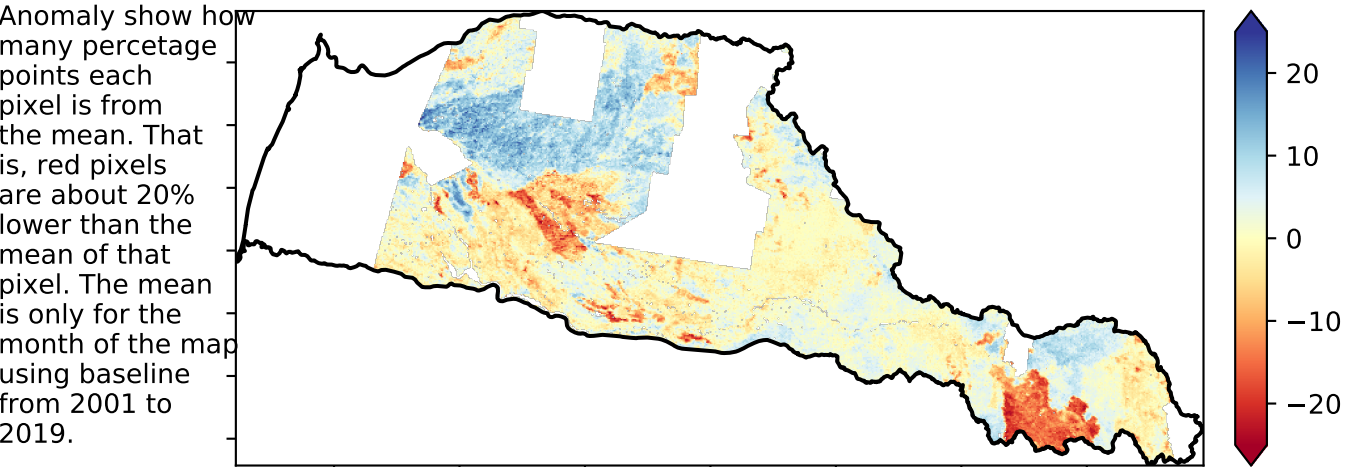 Anomaly show how
many percetage
points each
pixel is from
the mean. That
is, red pixels
are about 20%
lower than the
mean of that
pixel. The mean
is only for the
month of the map
using baseline
from 2001 to
2019.
20
10
0
−10
−20